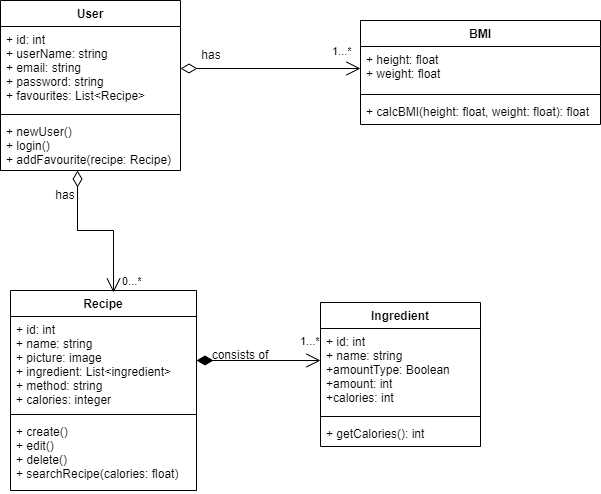 User
+ id: int
+ userName: string
+ email: string
+ password: string
+ favourites: List<Recipe>
+ newUser()
+ login()
+ addFavourite(recipe: Recipe)
has
1...*
BMI
+ height: float
+ weight: float
+ calcBMI(height: float, weight: float): float
has
0...*
Recipe
+ id: int
+ name: string
+ picture: image
+ ingredient: List<ingredient>
+ method: string
+ calories: integer
+ create()
+ edit()
+ delete()
+ searchRecipe(calories: float)
consists of
1...*
Ingredient
+ id: int
+ name: string
+amountType: Boolean
+amount: int
+calories: int
+ getCalories(): int